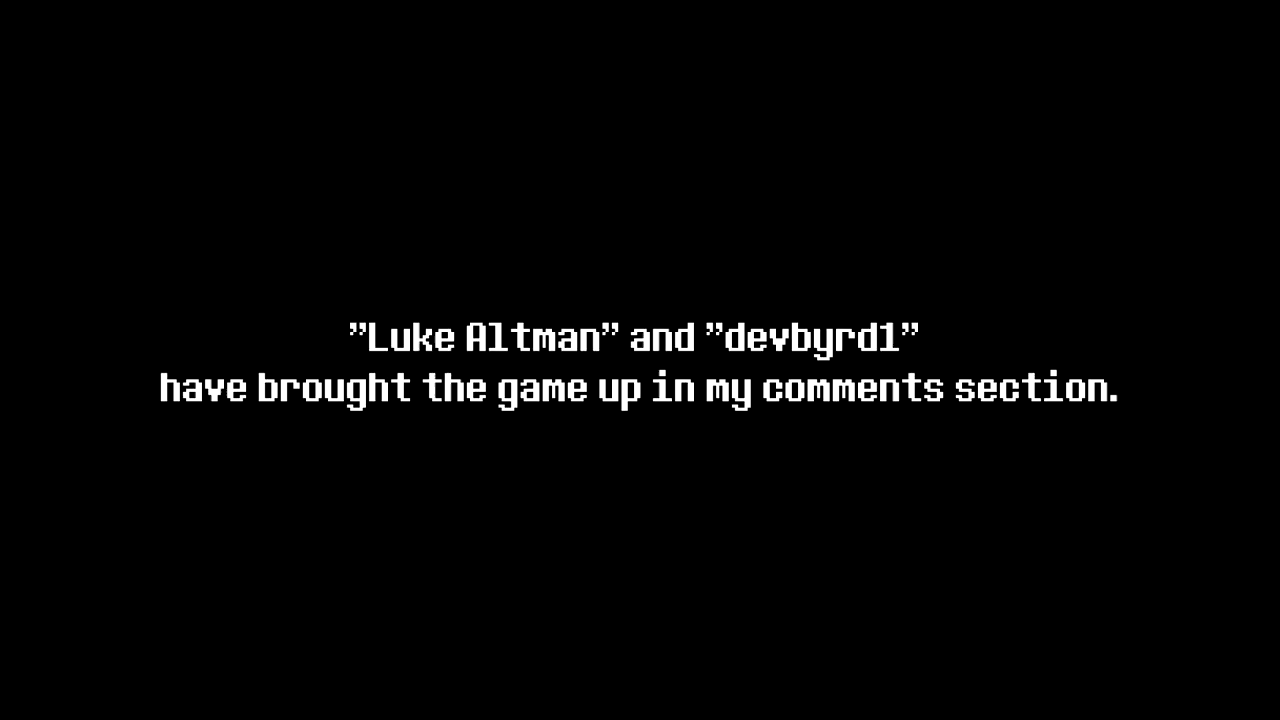 ”Luke Altman” and ”devbyrd1”
have brought the game up in my comments section.